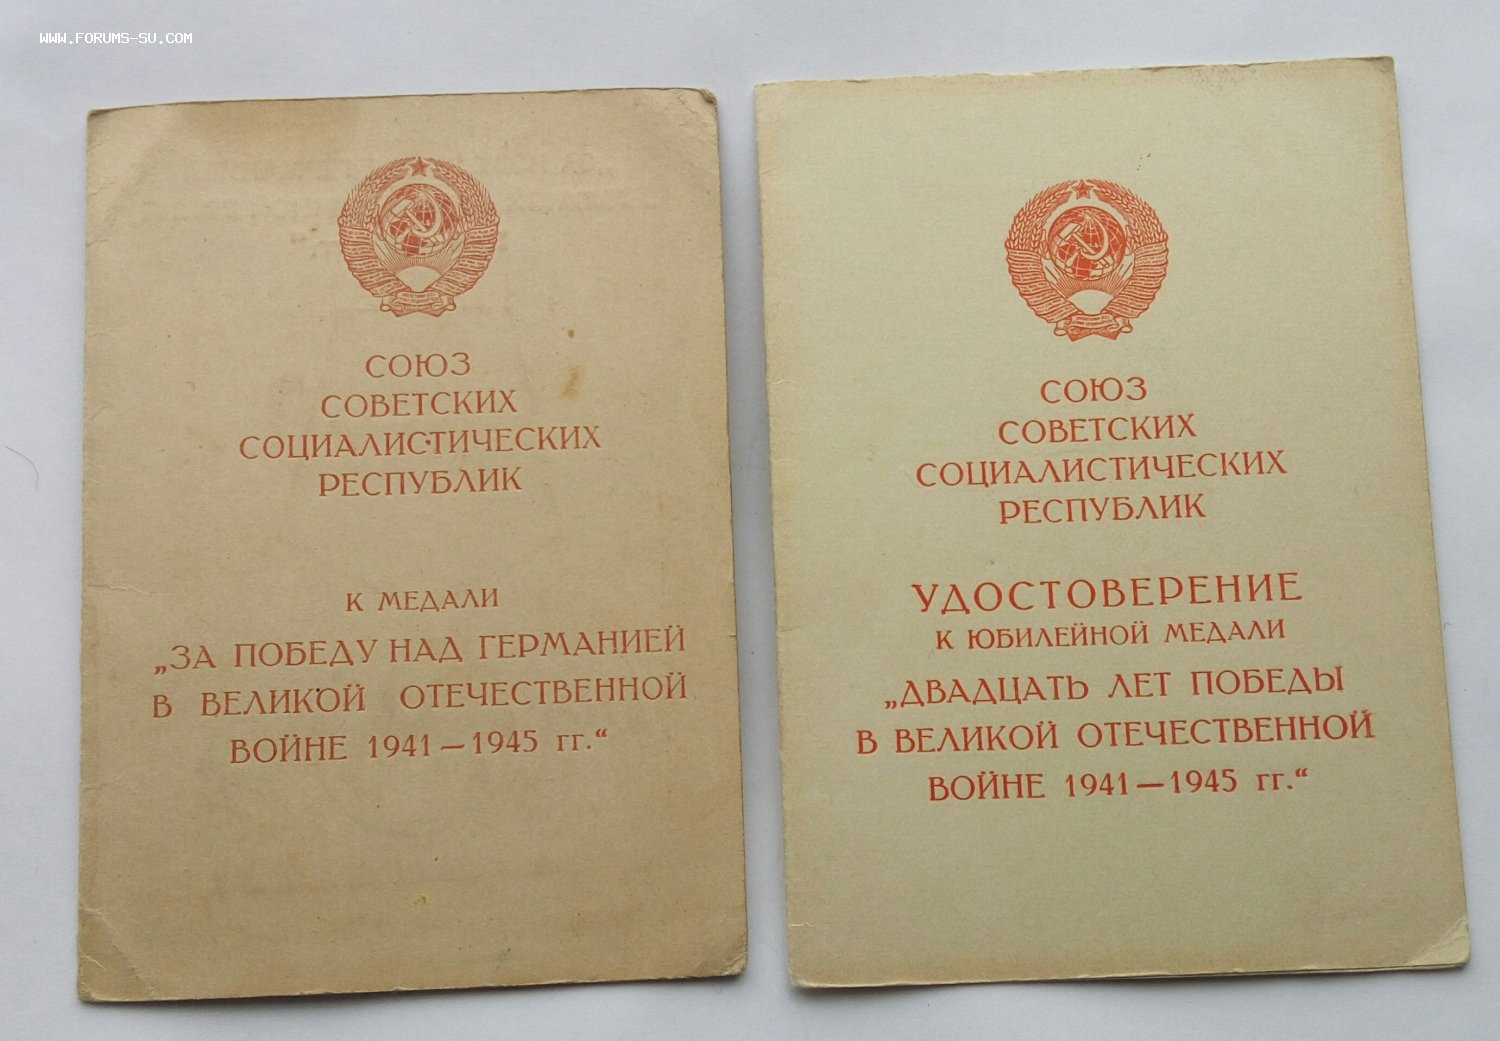 WWW.FORUMS-SU.COM
СОЮЗ
СОВЕТСКИХ
СОЦИАЛИСТИЧЕСКИХ
РЕСПУБЛИК
К МЕДАЛИ
„ЗА ПОБЕДУ НАД ГЕРМАНИЕЙ
В ВЕЛИКОЙ ОТЕЧЕСТВЕННОЙ
ВОЙНЕ 1941—1945 гг.“
СОЮЗ
СОВЕТСКИХ
СОЦИАЛИСТИЧЕСКИХ
РЕСПУБЛИК
УДОСТОВЕРЕНИЕ
К ЮБИЛЕЙНОЙ МЕДАЛИ
„ДВАДЦАТЬ ЛЕТ ПОБЕДЫ
В ВЕЛИКОЙ ОТЕЧЕСТВЕННОЙ
ВОЙНЕ 1941—1945 гг.“